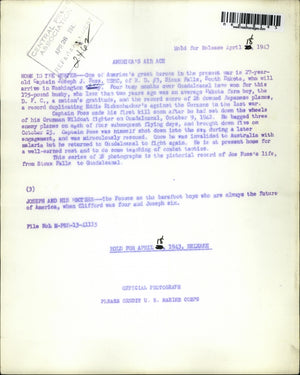 Hold for Release April 18 1943
AMERICA'S AIR ACE
HOME IS THE HUNTER--One of America's great heroes in the present war is 27-year-
old Captain Joseph J. Foss, USMC, of R. D. #3, Sioux Falls, South Dakota, who will
arrive in Washington Four busy months over Guadalcanal have won for this
175-pound husky, who less than two years ago was an average Dakota farm boy, the
D. F. C., a nation's gratitude, and the record score of 26 downed Japanese planes,
a record duplicating Eddie Rickenbacker's against the Germans in the last war.
Captain Foss made his first kill soon after he had set down the wheels
of his Grumman Wildcat fighter on Guadalcanal, October 9, 1942. He bagged three
enemy planes on each of four subsequent flying days, and bought down five on
October 25. Captain Foss was himself shot down into the sea, during a later
engagement, and was miraculously rescued. Once he was invalided to Australia with
malaria but he returned to Guadalcanal to fight again. He is at present home for
a well-earned rest and to do some teaching of combat tactics.
This series of 28 photographs is the pictorial record of Joe Foss's life,
from Sioux Falls to Guadalcanal.
(3)
JOSEPH AND HIS BROTHER--the Fosses as the barefoot boys who are always the future
of America, when Clifford was four and Joseph six.
File No:
HOLD FOR APRIL 18, 1943, RELEASE
OFFICIAL PHOTOGRAPH
PLEASE CREDIT U. S. MARINE CORPS